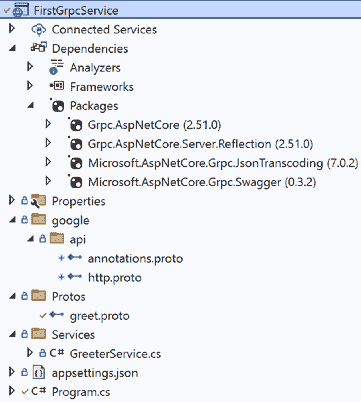 FirstGrpcService
Connected Services
Dependencies
Analyzers
Frameworks
Packages
Grpc.AspNetCore (2.51.0)
Grpc.AspNetCore.Server.Reflection (2.51.0)
Microsoft.AspNetCore.Grpc.JsonTranscoding (7.0.2)
Microsoft.AspNetCore.Grpc.Swagger (0.3.2)
Properties
google
api
annotations.proto
http.proto
Protos
greet.proto
Services
C# GreeterService.cs
appsettings.json
C# Program.cs